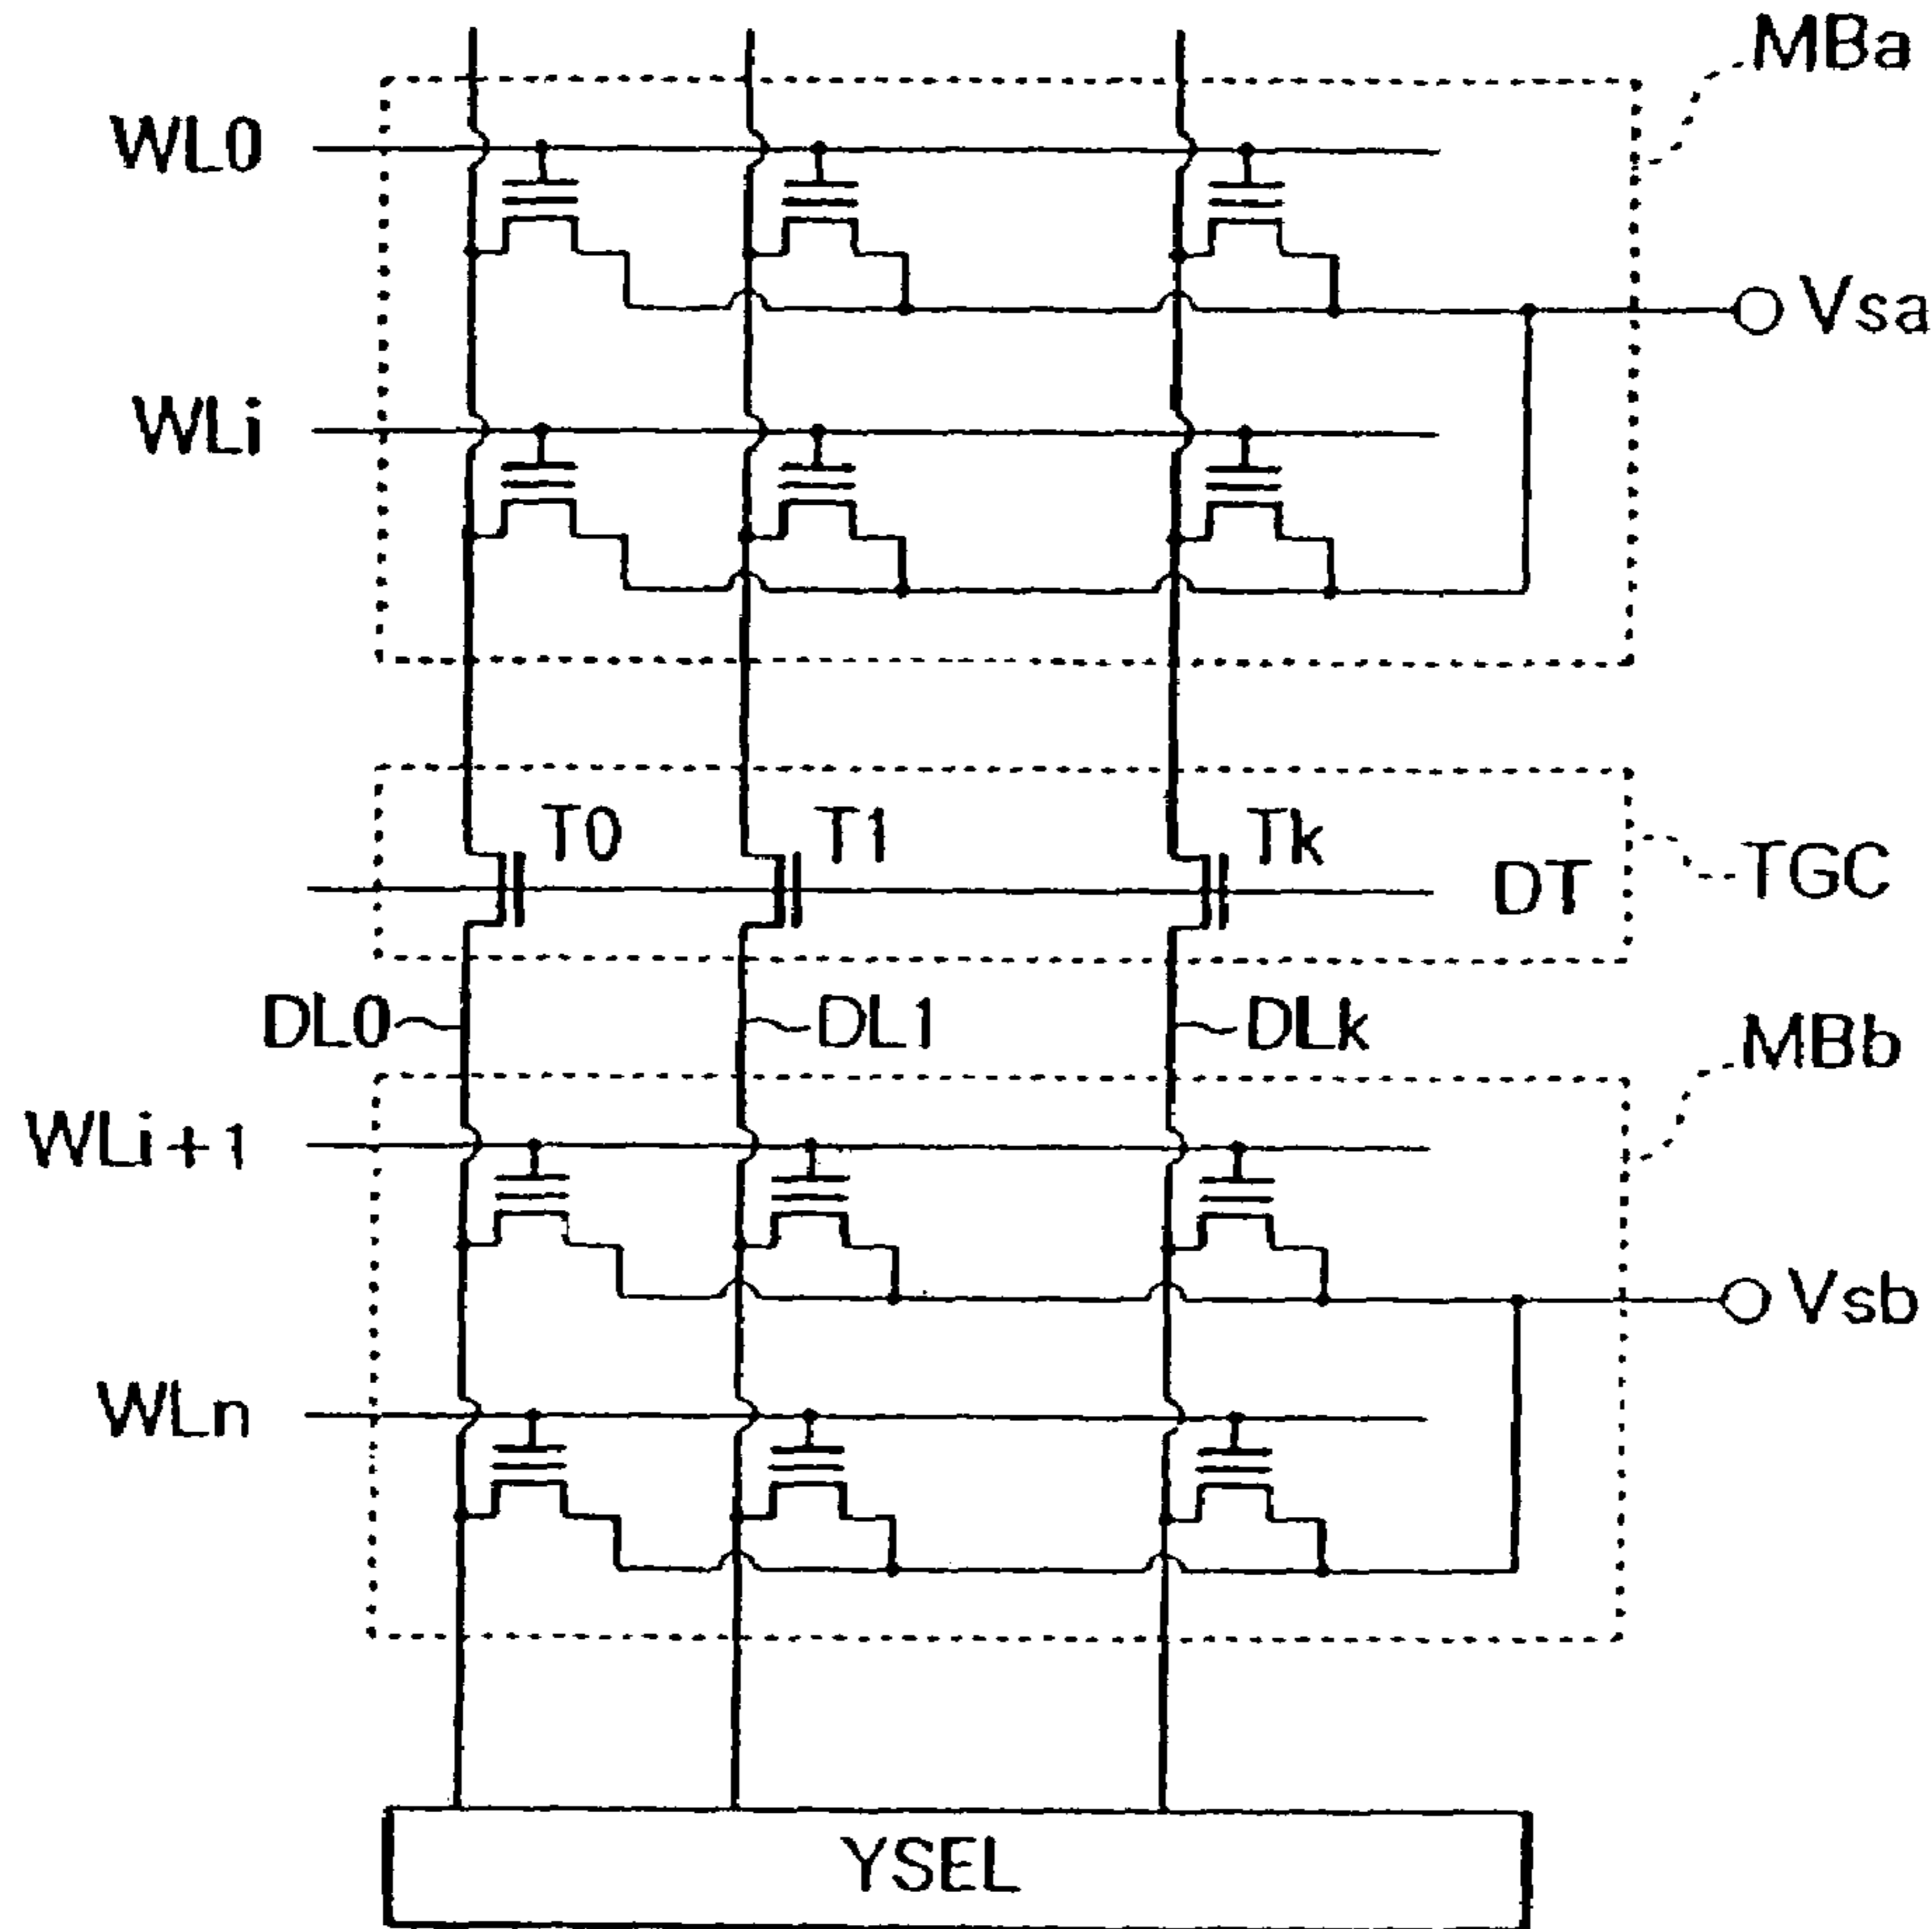 MBa
WL0
Vsa
WLi
T0 T1 Tk
DT
TGC
DL0 DL1 DLk
MBb
WLi+1
Vsb
WLn
YSEL